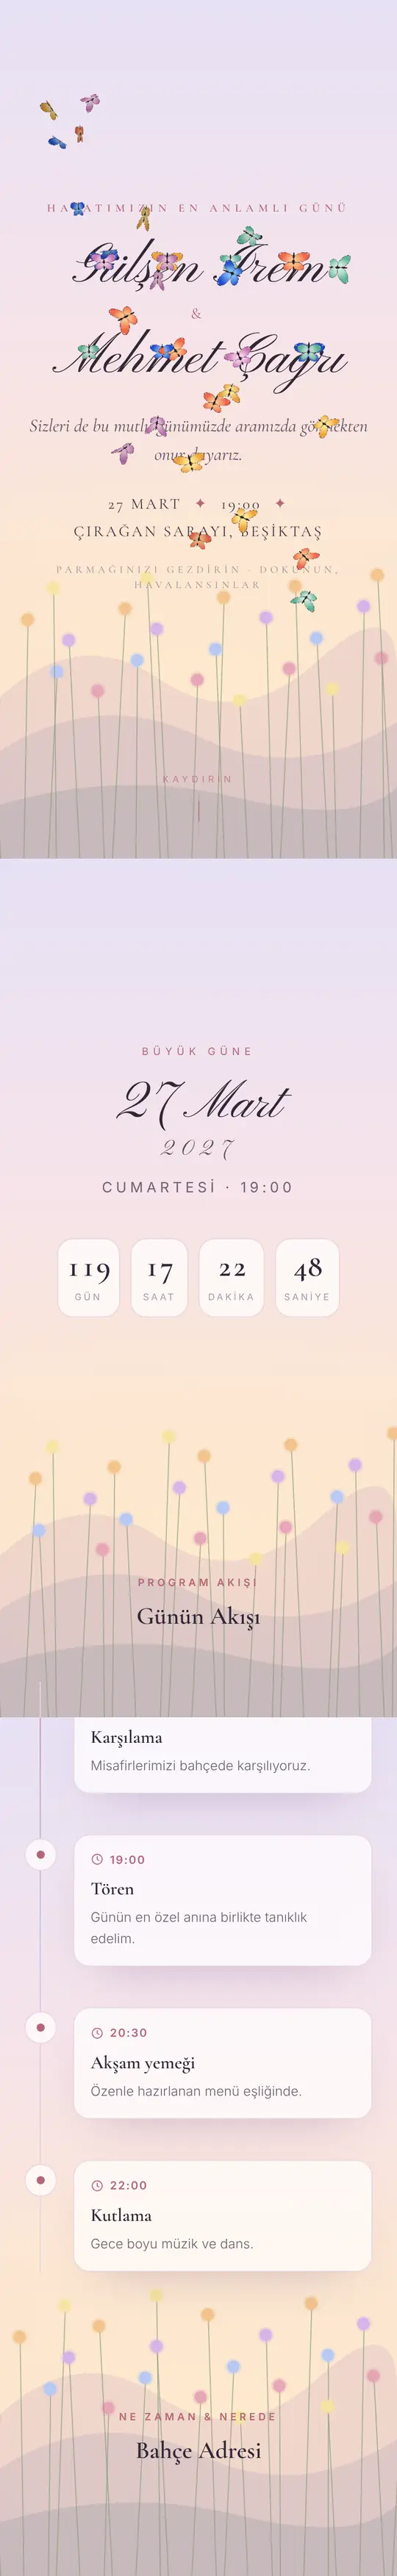 HAYATIMIZIN EN ANLAMLI GÜNÜ
Gülşen İrem
&
Mehmet Çağrı
Sizleri de bu mutlu günümüzde aramızda görmekten
onur duyarız.
27 MART ✦ 19:00 ✦
ÇIRAĞAN SARAYI, BEŞİKTAŞ
PARMAĞINIZI GEZDİRİN · DOKUNUN,
HAVALANSINLAR
KAYDIRIN
BÜYÜK GÜNE
27 Mart
2027
CUMARTESİ · 19:00
119 17 22 48
GÜN SAAT DAKİKA SANİYE
PROGRAM AKIŞI
Günün Akışı
Karşılama
Misafirlerimizi bahçede karşılıyoruz.
19:00
Tören
Günün en özel anına birlikte tanıklık
edelim.
20:30
Akşam yemeği
Özenle hazırlanan menü eşliğinde.
22:00
Kutlama
Gece boyu müzik ve dans.
NE ZAMAN & NEREDE
Bahçe Adresi